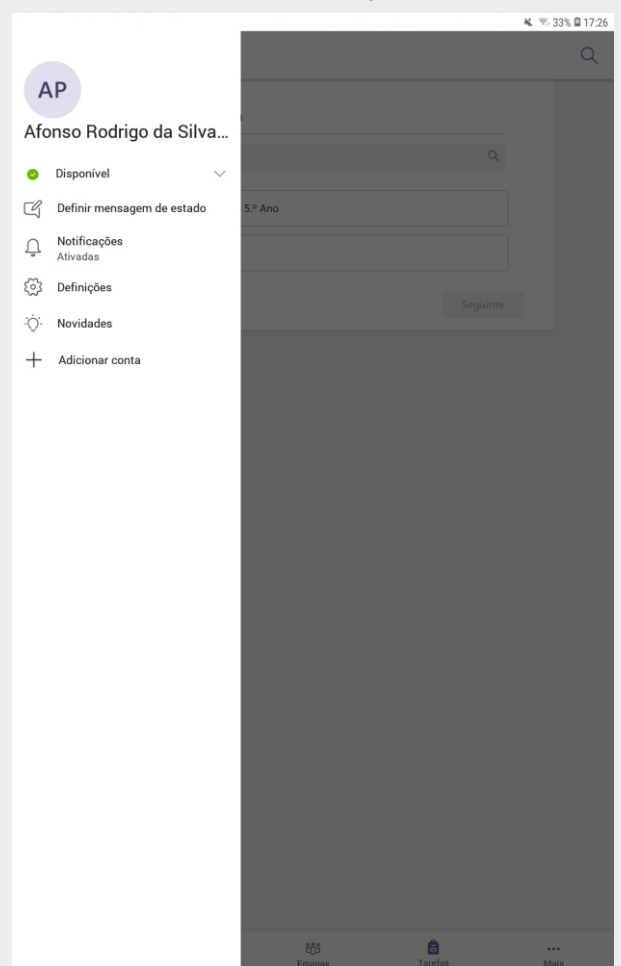 33% 17:26
AP
Afonso Rodrigo da Silva...
Disponível
Definir mensagem de estado
Notificações
Ativadas
Definições
Novidades
Adicionar conta
5.º Ano
Seguinte
Equipas
Tarefas
Mais